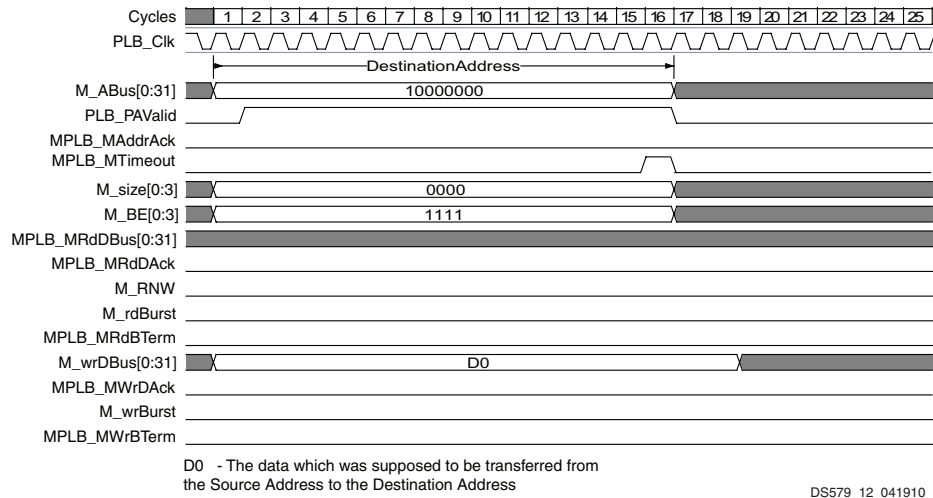 Cycles 1 2 3 4 5 6 7 8 9 10 11 12 13 14 15 16 17 18 19 20 21 22 23 24 25
PLB_Clk
DestinationAddress
M_ABus[0:31] 10000000
PLB_PAValid
MPLB_MAddrAck
MPLB_MTimeout
M_size[0:3] 0000
M_BE[0:3] 1111
MPLB_MRdDBus[0:31]
MPLB_MRdDAck
M_RNW
M_rdBurst
MPLB_MRdBTerm
M_wrDBus[0:31] D0
MPLB_MWrDAck
M_wrBurst
MPLB_MWrBTerm
D0 - The data which was supposed to be transferred from
the Source Address to the Destination Address
DS579_12_041910